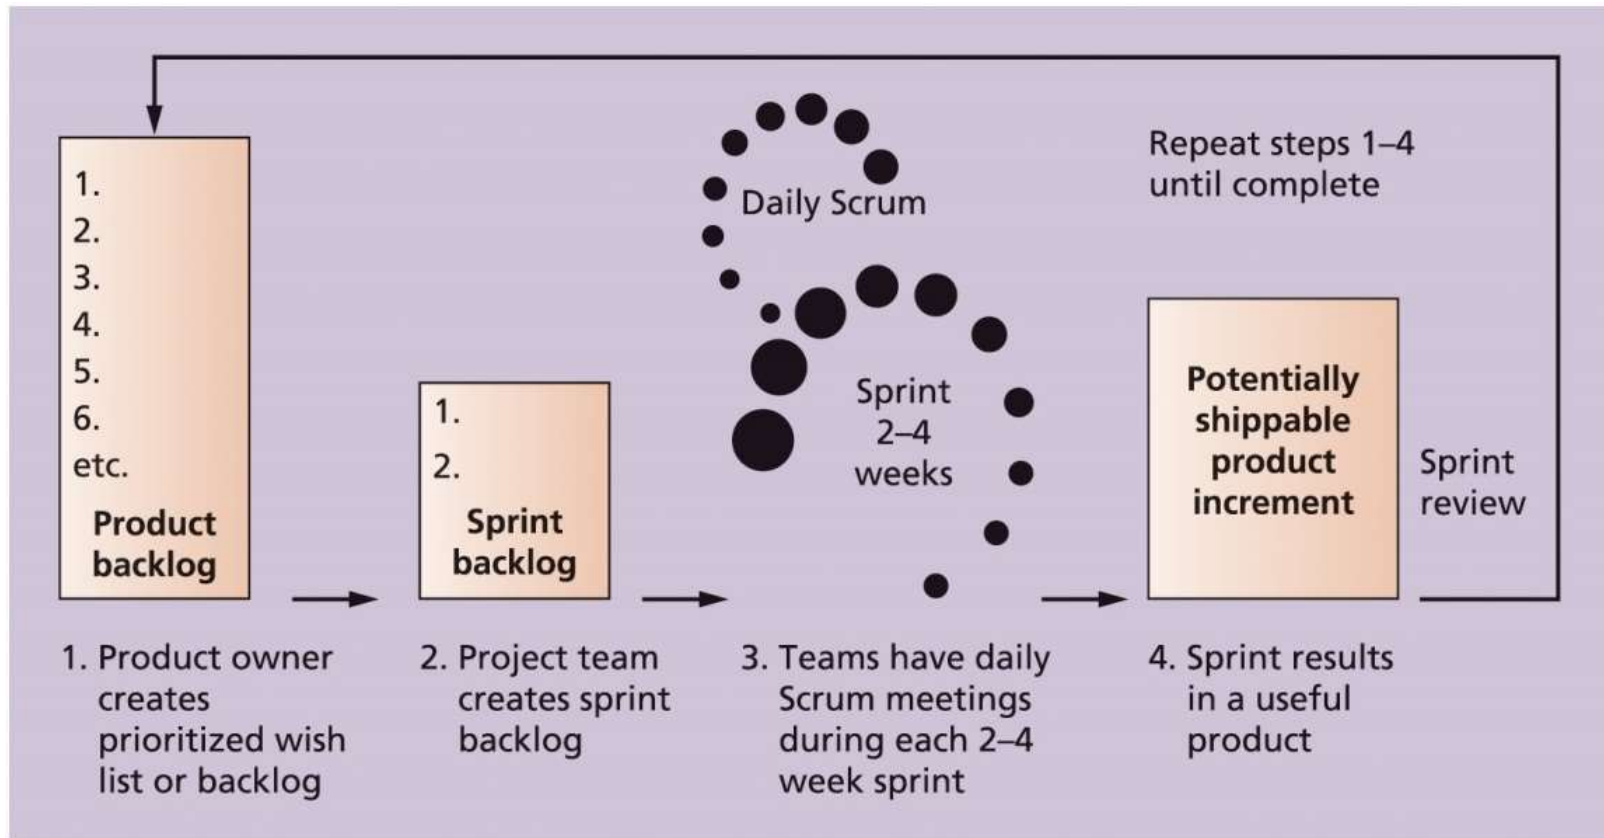 1.
2.
3.
4.
5.
6.
etc.
Product
backlog
1.
2.
Sprint
backlog
Daily Scrum
Sprint
2–4
weeks
Repeat steps 1–4
until complete
Potentially
shippable
product
increment
Sprint
review
1. Product owner
creates
prioritized wish
list or backlog
2. Project team
creates sprint
backlog
3. Teams have daily
Scrum meetings
during each 2–4
week sprint
4. Sprint results
in a useful
product